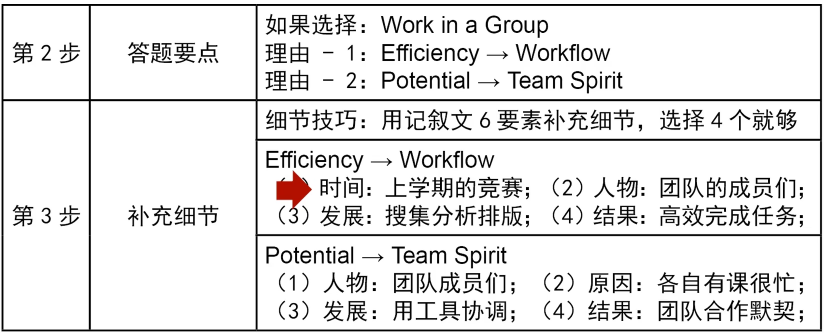 第2步
答题要点
如果选择：Work in a Group
理由 - 1：Efficiency → Workflow
理由 - 2：Potential → Team Spirit
第3步
补充细节
细节技巧：用记叙文6要素补充细节，选择4个就够
Efficiency → Workflow
）时间：上学期的竞赛；（2）人物：团队的成员们；
（3）发展：搜集分析排版；（4）结果：高效完成任务；
Potential → Team Spirit
（1）人物：团队成员们；（2）原因：各自有课很忙；
（3）发展：用工具协调；（4）结果：团队合作默契；